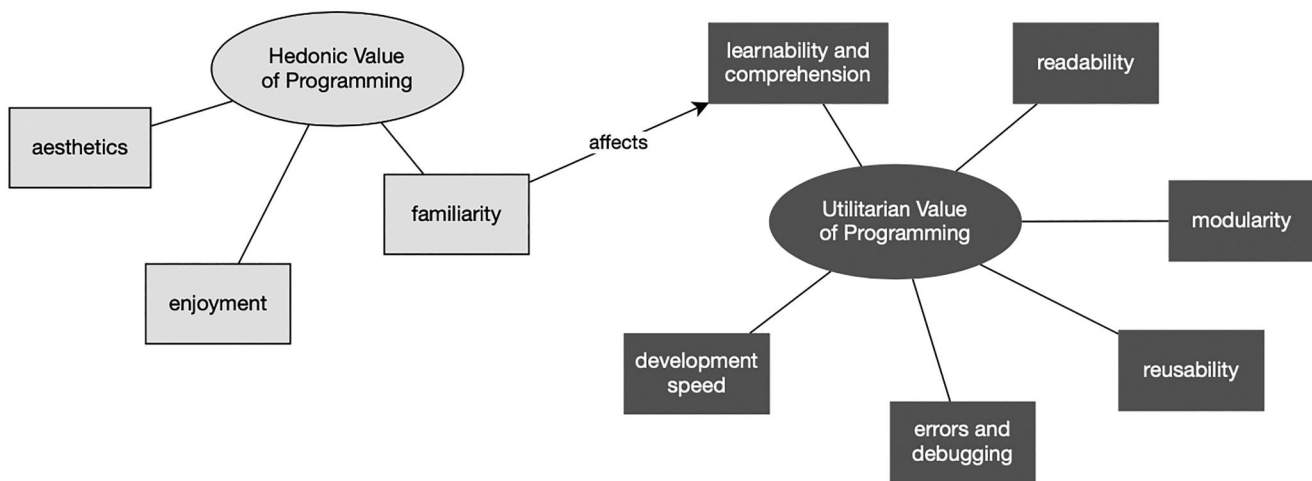 Hedonic Value
of Programming
aesthetics
enjoyment
familiarity
affects
learnability and
comprehension
readability
Utilitarian Value
of Programming
modularity
reusability
errors and
debugging
development
speed